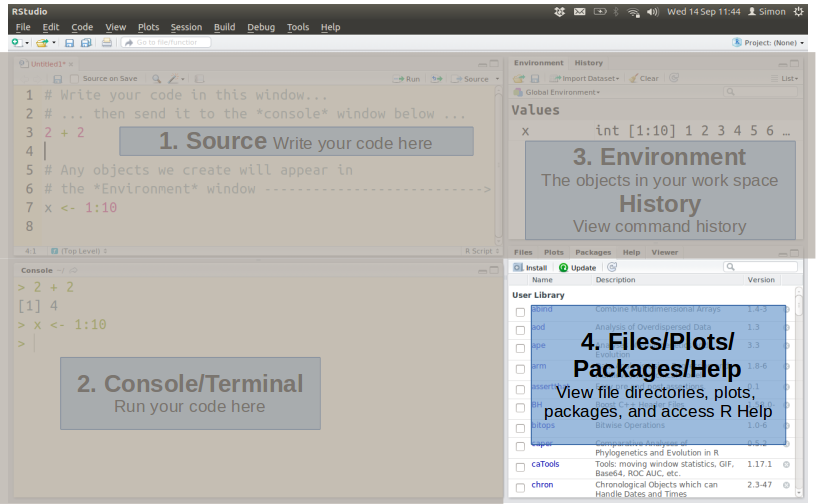 RStudio
Wed 14 Sep 11:44 Simon
File Edit Code View Plots Session Build Debug Tools Help
Go to file/function
Project: (None)
Untitled1*
Source on Save
Run
Source
1 # Write your code in this window...
2 # ... then send it to the *console* window below ...
3 2 + 2
4
5 # Any objects we create will appear in
6 # the *Environment* window --------------------------->
7 x <- 1:10
8
1. Source Write your code here
4:1 (Top Level) R Script
Environment History
Import Dataset Clear List
Global Environment
Values
x int [1:10] 1 2 3 4 5 6 …
3. Environment
The objects in your work space
History
View command history
Console
> 2 + 2
[1] 4
> x <- 1:10
>
2. Console/Terminal
Run your code here
Files Plots Packages Help Viewer
Install Update
Name Description Version
User Library
abind Combine Multidimensional Arrays 1.4-3
aod Analysis of Overdispersed Data 1.3
ape 3.3
Evolution
arm 1.8-6
BH
bitops Bitwise Operations 1.0-6
caper Comparative Analyses of 0.5.2
Phylogenetics and Evolution in R
caTools Tools: moving window statistics, GIF, 1.17.1
Base64, ROC AUC, etc.
chron Chronological Objects which can 2.3-47
Handle Dates and Times
4. Files/Plots/
Packages/Help
View file directories, plots,
packages, and access R Help